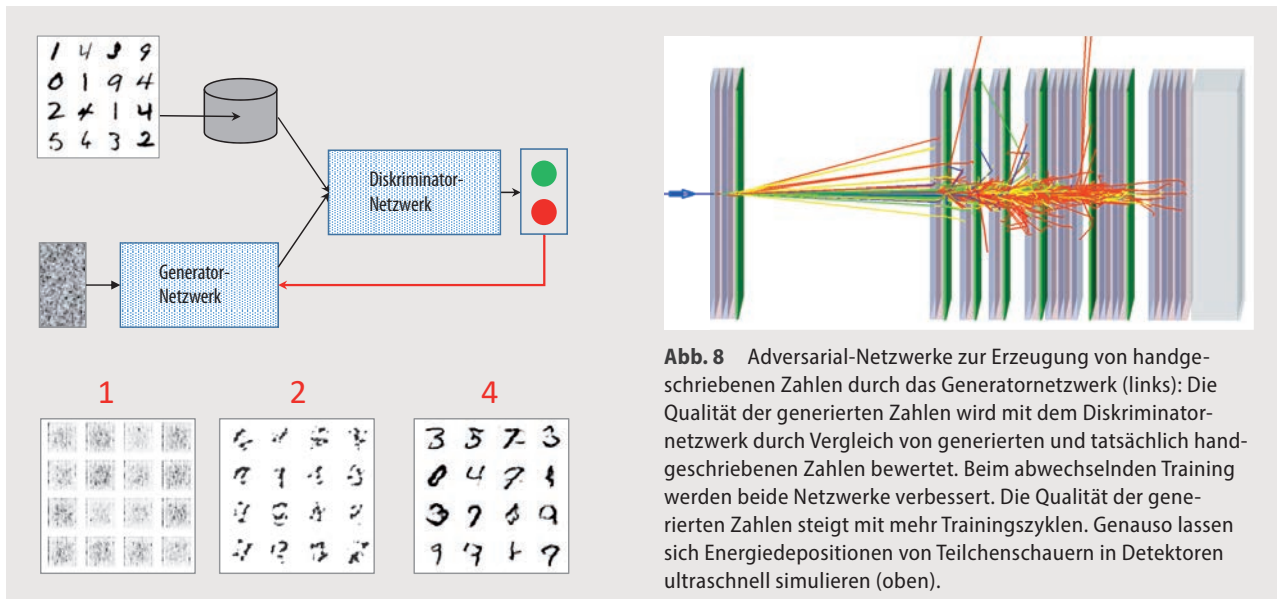 1 4 9
0 1 9 4
2 1 4
5 4 3 2
Diskriminator-
Netzwerk
Generator-
Netzwerk
1
2
4
3 5 7 3
0 4 7
3 7 9
9 7
Abb. 8 Adversarial-Netzwerke zur Erzeugung von handge-
schriebenen Zahlen durch das Generatornetzwerk (links): Die
Qualität der generierten Zahlen wird mit dem Diskriminator-
netzwerk durch Vergleich von generierten und tatsächlich hand-
geschriebenen Zahlen bewertet. Beim abwechselnden Training
werden beide Netzwerke verbessert. Die Qualität der gene-
rierten Zahlen steigt mit mehr Trainingszyklen. Genauso lassen
sich Energiedepositionen von Teilchenschauern in Detektoren
ultraschnell simulieren (oben).